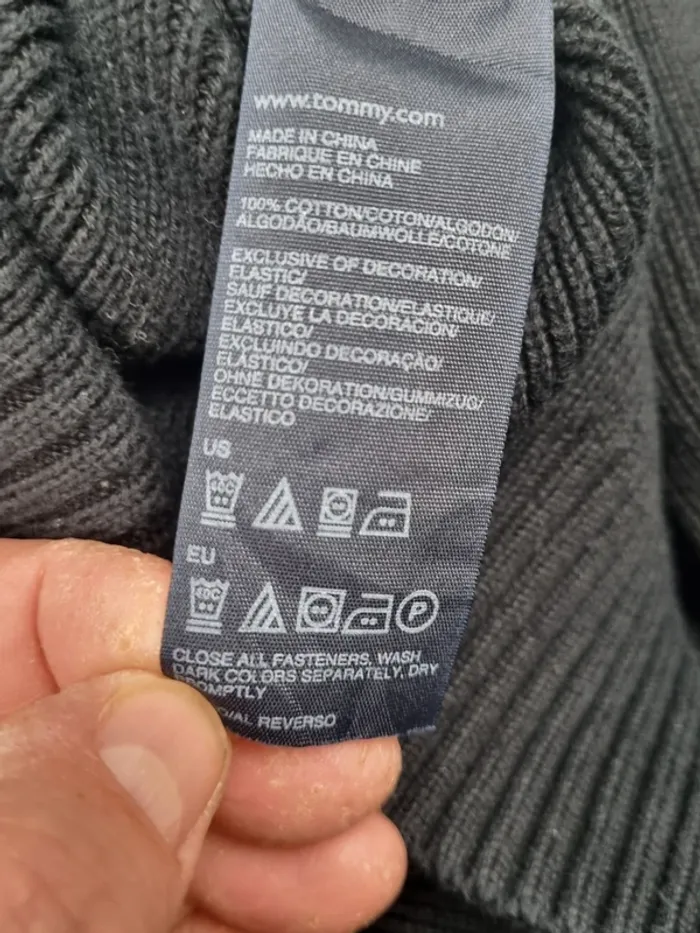 www.tommy.com
MADE IN CHINA
FABRIQUE EN CHINE
HECHO EN CHINA
100% COTTON/COTON/ALGODON/
ALGODÃO/BAUMWOLLE/COTONE
EXCLUSIVE OF DECORATION/
ELASTIC/
SAUF DECORATION/ELASTIQUE/
EXCLUYE LA DECORACION/
ELASTICO/
EXCLUINDO DECORAÇÃO/
ELASTICO/
OHNE DEKORATION/GUMMIZUG/
ECCETTO DECORAZIONE/
ELASTICO
US
40C
EU
40C P
CLOSE ALL FASTENERS, WASH
DARK COLORS SEPARATELY, DRY
PROMPTLY
REVERSO